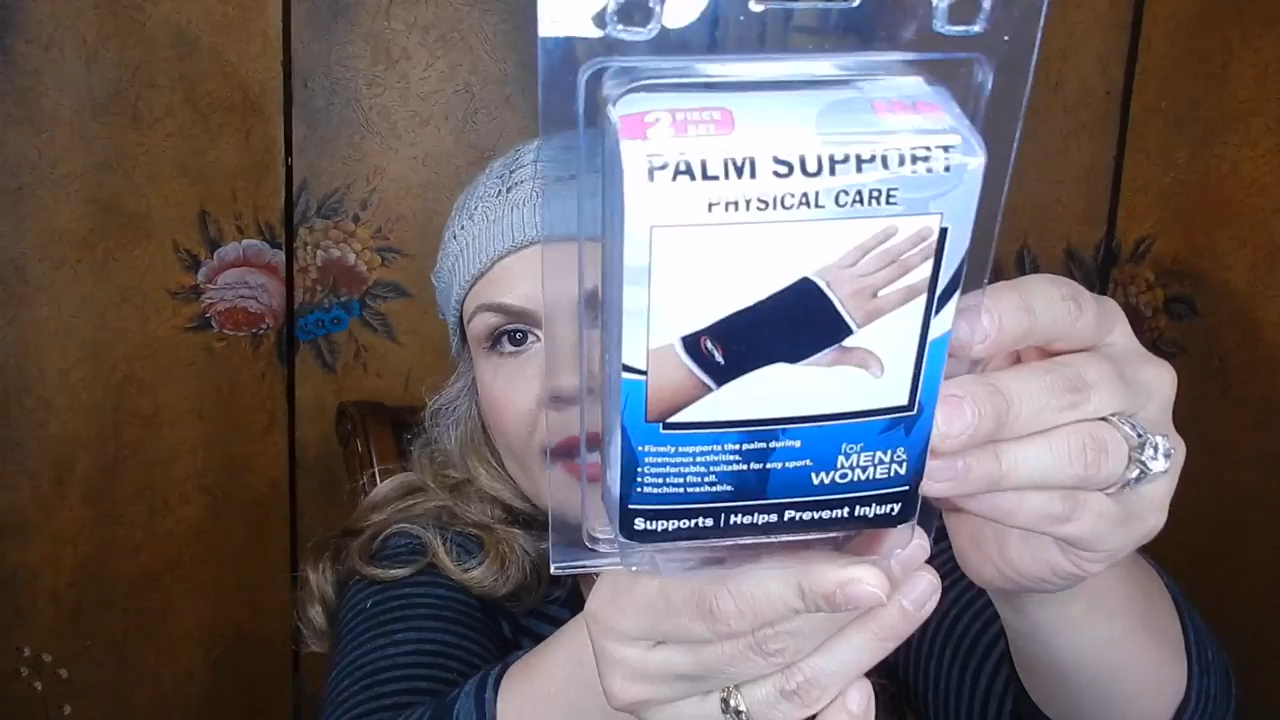 2 PIECE
SET
PALM SUPPORT
PHYSICAL CARE
• Firmly supports the palm during
strenuous activities.
• Comfortable, suitable for any sport.
• One size fits all.
• Machine washable.
for
MEN &
WOMEN
Supports | Helps Prevent Injury